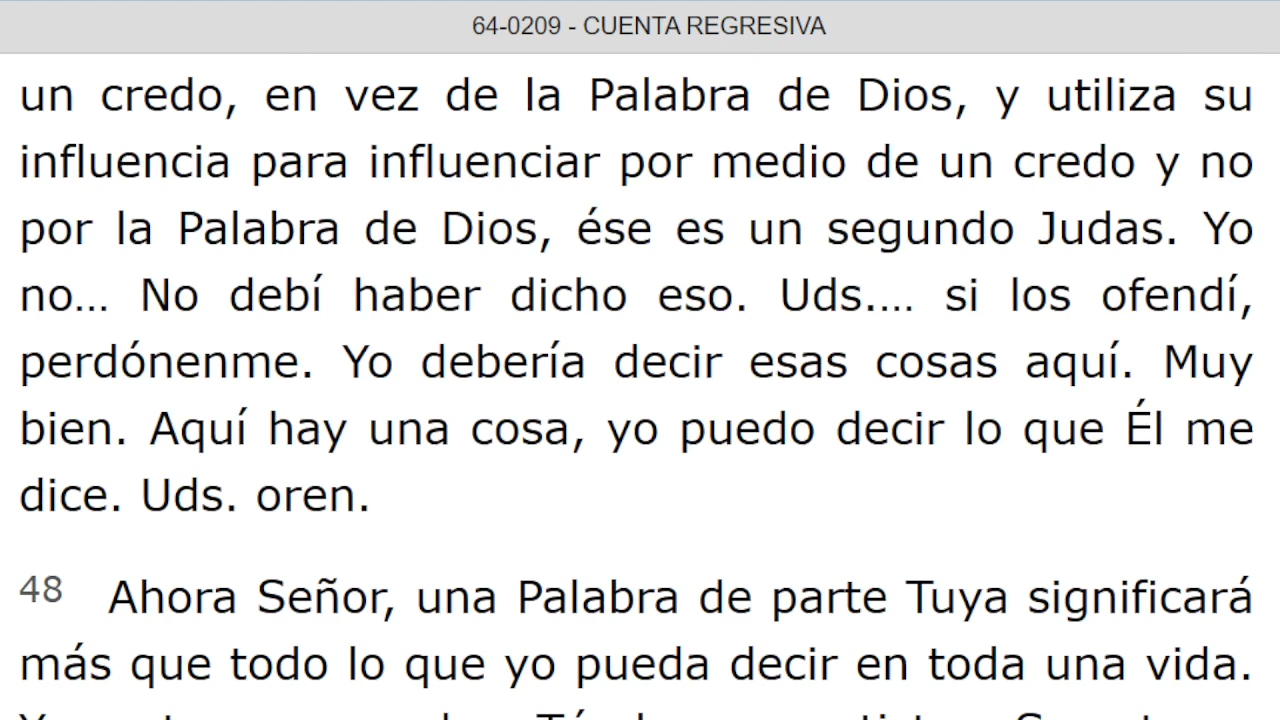 64-0209 - CUENTA REGRESIVA
un credo, en vez de la Palabra de Dios, y utiliza su
influencia para influenciar por medio de un credo y no
por la Palabra de Dios, ése es un segundo Judas. Yo
no… No debí haber dicho eso. Uds.… si los ofendí,
perdónenme. Yo debería decir esas cosas aquí. Muy
bien. Aquí hay una cosa, yo puedo decir lo que Él me
dice. Uds. oren.
48 Ahora Señor, una Palabra de parte Tuya significará
más que todo lo que yo pueda decir en toda una vida.